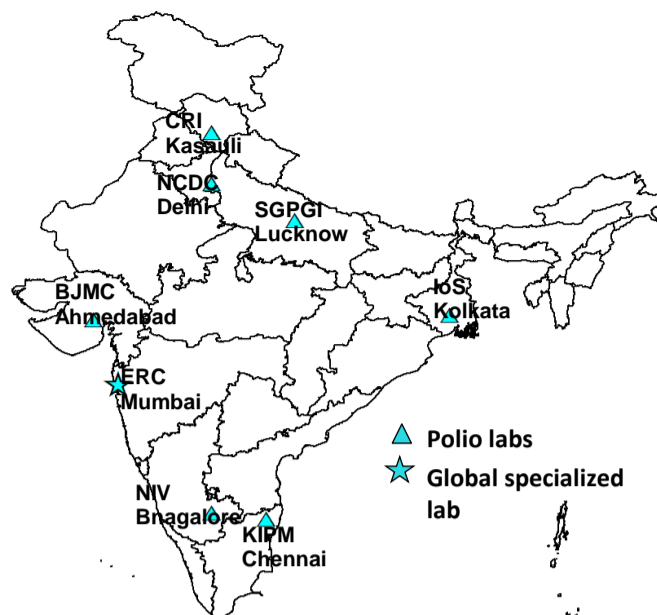 CRI
Kasauli
NCDC
Delhi
SGPGI
Lucknow
BJMC
Ahmedabad
IoS
Kolkata
ERC
Mumbai
Polio labs
Global specialized
lab
NIV
Bnagalore
KIPM
Chennai